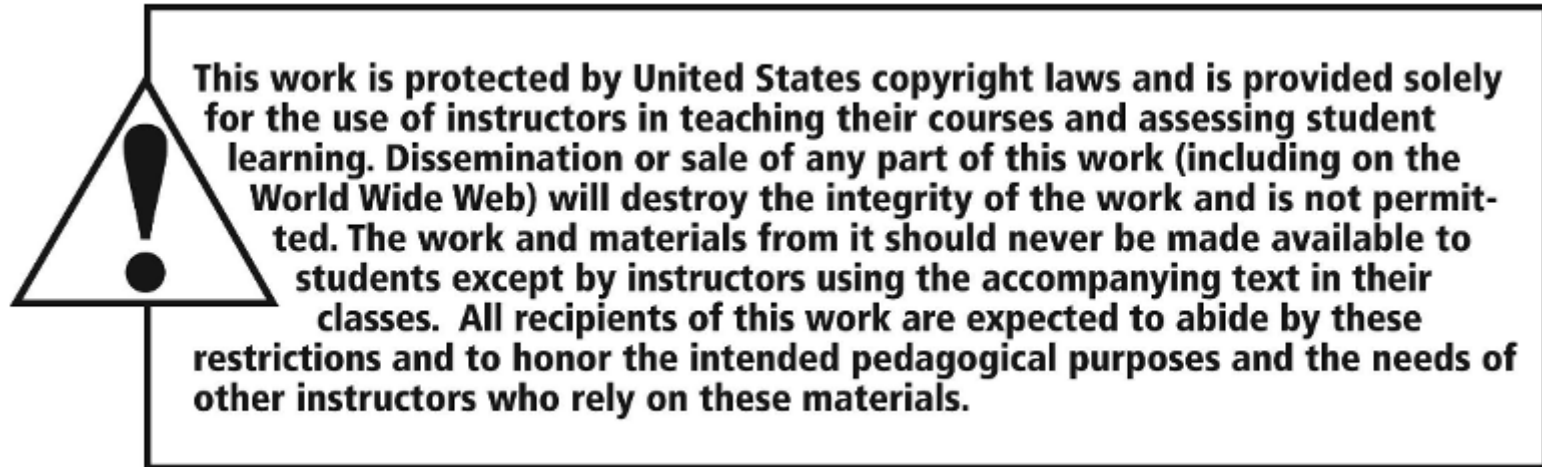 This work is protected by United States copyright laws and is provided solely
for the use of instructors in teaching their courses and assessing student
learning. Dissemination or sale of any part of this work (including on the
World Wide Web) will destroy the integrity of the work and is not permit-
ted. The work and materials from it should never be made available to
students except by instructors using the accompanying text in their
classes.  All recipients of this work are expected to abide by these
restrictions and to honor the intended pedagogical purposes and the needs of
other instructors who rely on these materials.